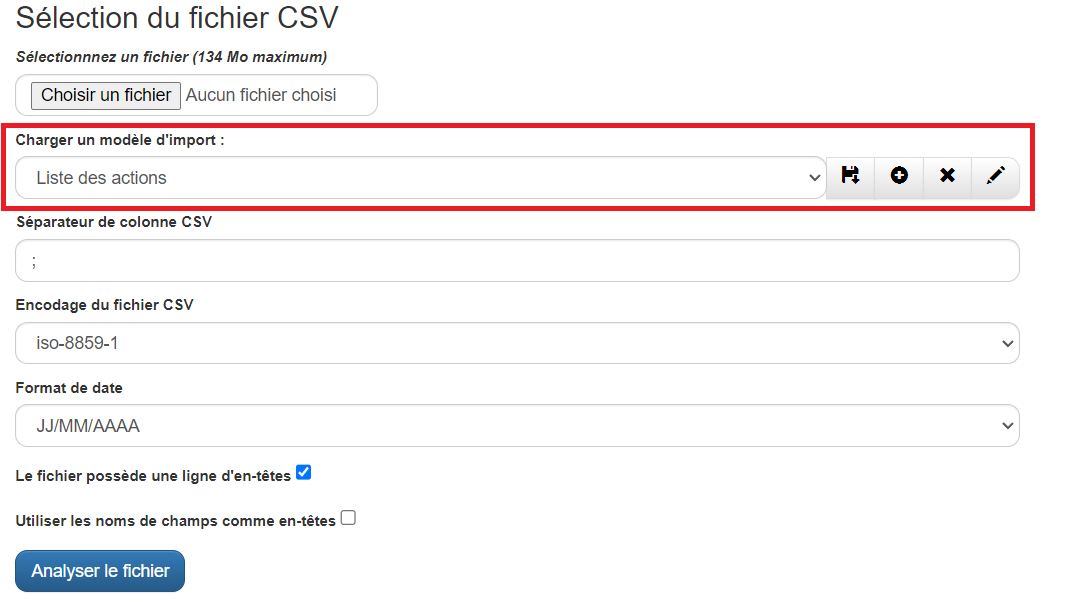 Sélection du fichier CSV
Sélectionnnez un fichier (134 Mo maximum)
Choisir un fichier Aucun fichier choisi
Charger un modèle d'import :
Liste des actions
Séparateur de colonne CSV
;
Encodage du fichier CSV
iso-8859-1
Format de date
JJ/MM/AAAA
Le fichier possède une ligne d'en-têtes
Utiliser les noms de champs comme en-têtes
Analyser le fichier